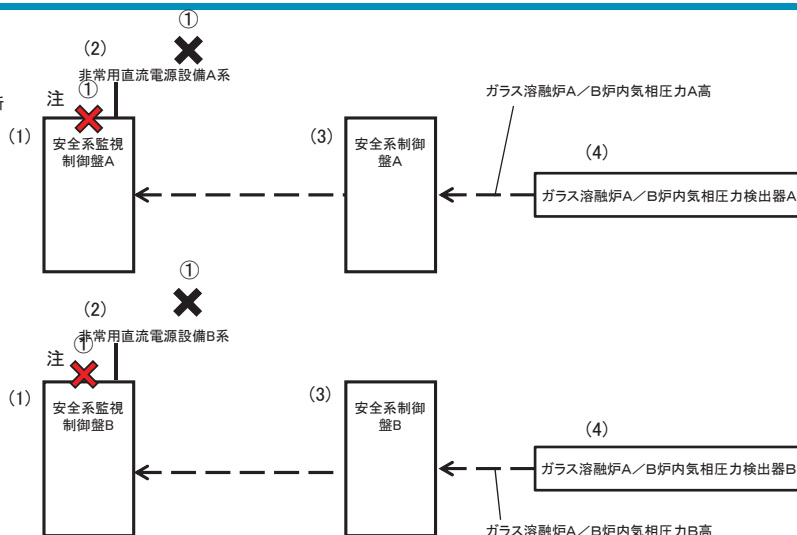 ①
(2)
非常用直流電源設備A系
①
注
(1)
安全系監視
制御盤A
(3)
安全系制御
盤A
ガラス溶融炉A/B炉内気相圧力A高
(4)
ガラス溶融炉A/B炉内気相圧力検出器A
①
(2)
非常用直流電源設備B系
①
注
(1)
安全系監視
制御盤B
(3)
安全系制御
盤B
(4)
ガラス溶融炉A/B炉内気相圧力検出器B
ガラス溶融炉A/B炉内気相圧力B高